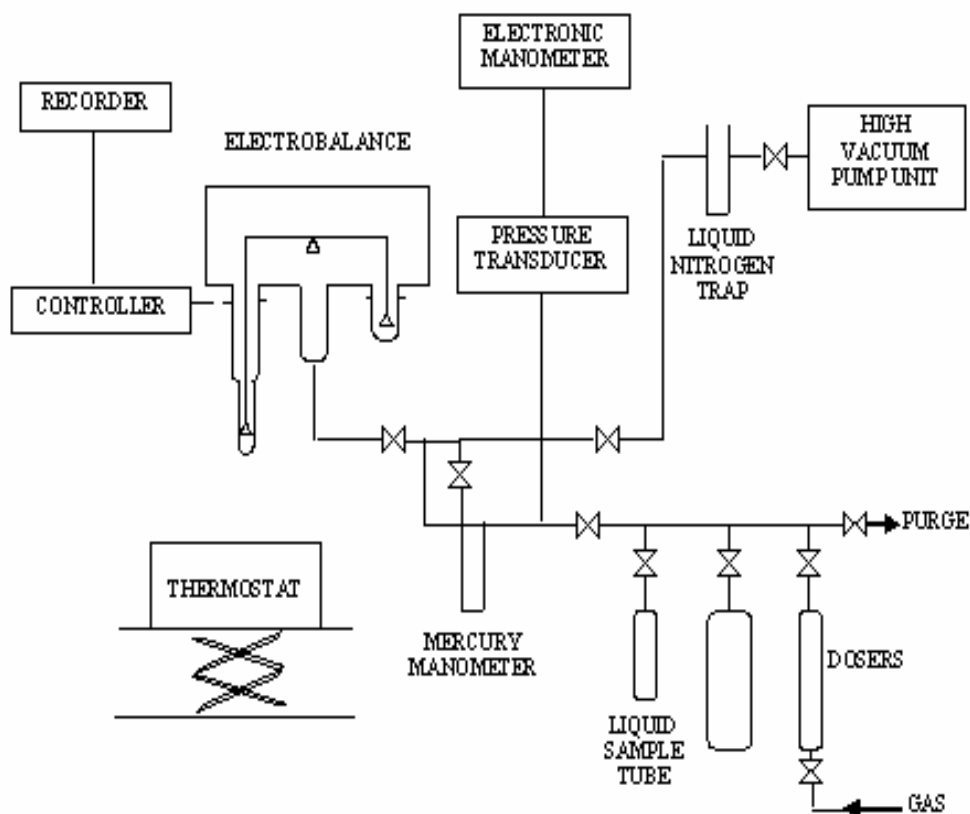 ELECTRONIC
MANOMETER
RECORDER
ELECTROBALANCE
HIGH
VACUUM
PUMP UNIT
PRESSURE
TRANSDUCER
LIQUID
NITROGEN
TRAP
CONTROLLER
PURGE
THERMOSTAT
MERCURY
MANOMETER
DOSERS
LIQUID
SAMPLE
TUBE
GAS